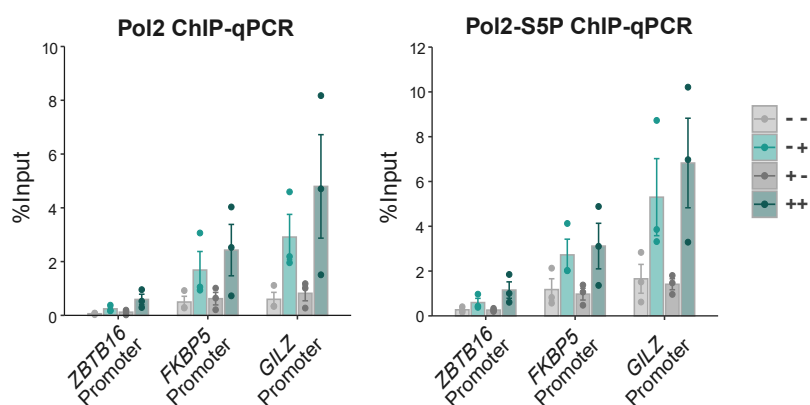 Pol2 ChIP-qPCR
%Input
10
8
6
4
2
0
ZBTB16
Promoter
FKBP5
Promoter
GILZ
Promoter
Pol2-S5P ChIP-qPCR
%Input
12
10
8
6
4
2
0
ZBTB16
Promoter
FKBP5
Promoter
GILZ
Promoter
- -
- +
+ -
++